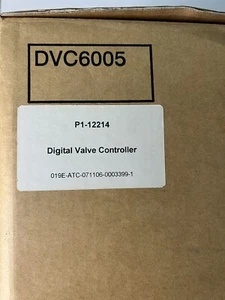 DVC6005
P1-12214
Digital Valve Controller
019E-ATC-071106-0003399-1